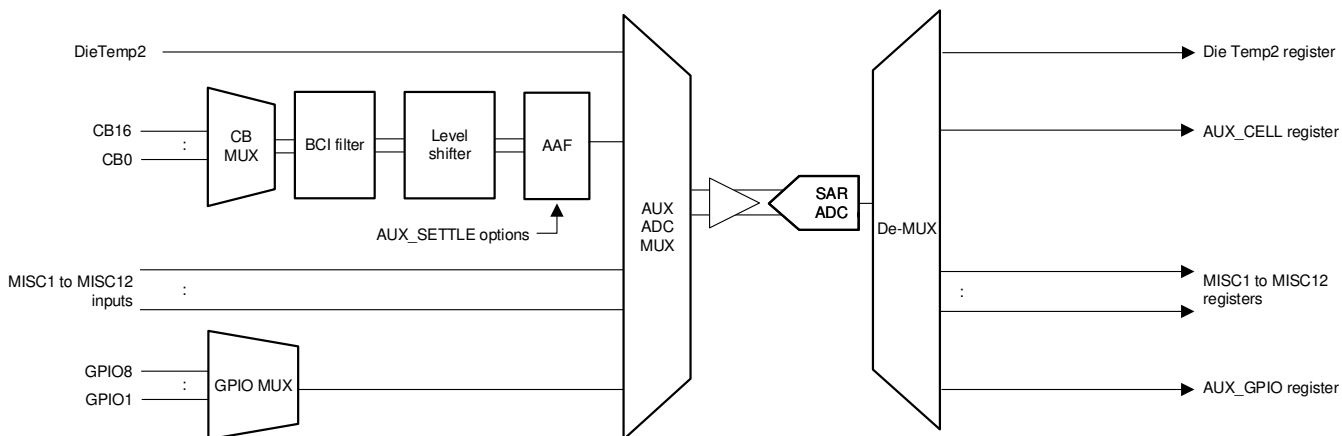 DieTemp2
Die Temp2 register
CB16
:
CB0
CB
MUX
BCI filter
Level
shifter
AAF
AUX_CELL register
AUX_SETTLE options
AUX
ADC
MUX
SAR
ADC
De-MUX
MISC1 to MISC12
inputs
:
:
MISC1 to MISC12
registers
GPIO8
:
GPIO1
GPIO MUX
AUX_GPIO register